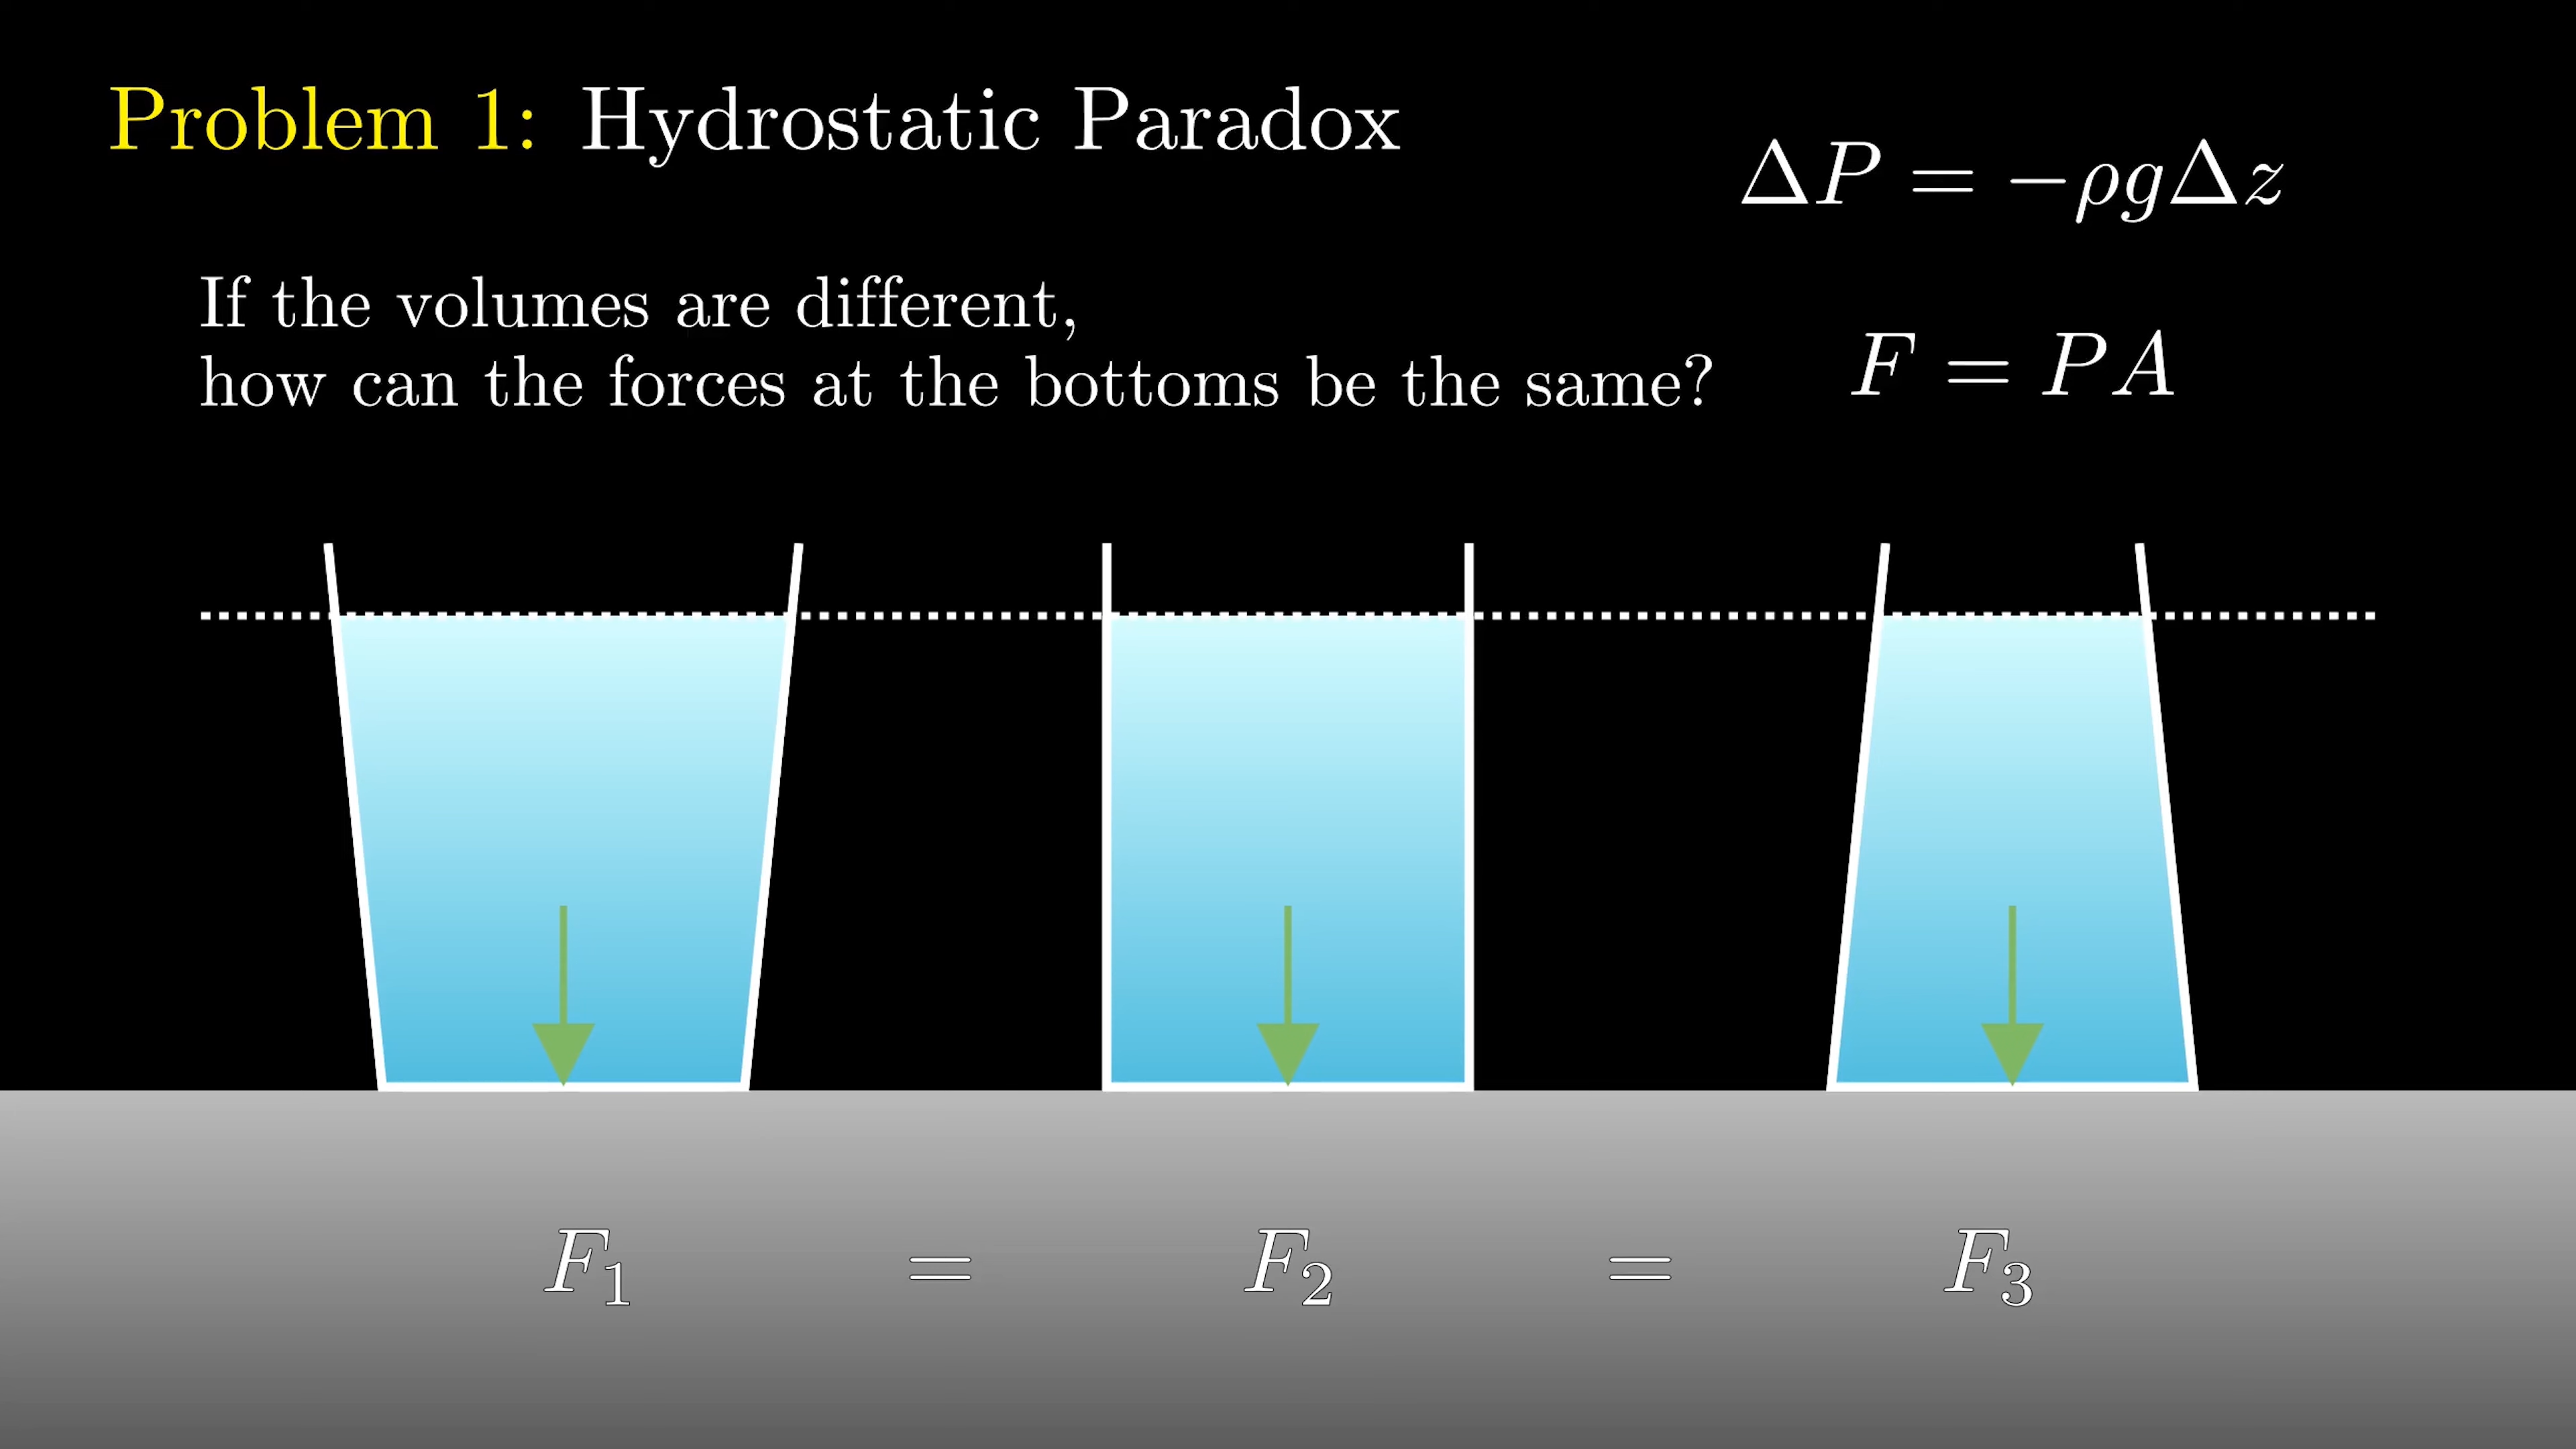 Problem 1: Hydrostatic Paradox
ΔP = −ρgΔz
If the volumes are different,
how can the forces at the bottoms be the same?
F = PA
F₁ = F₂ = F₃